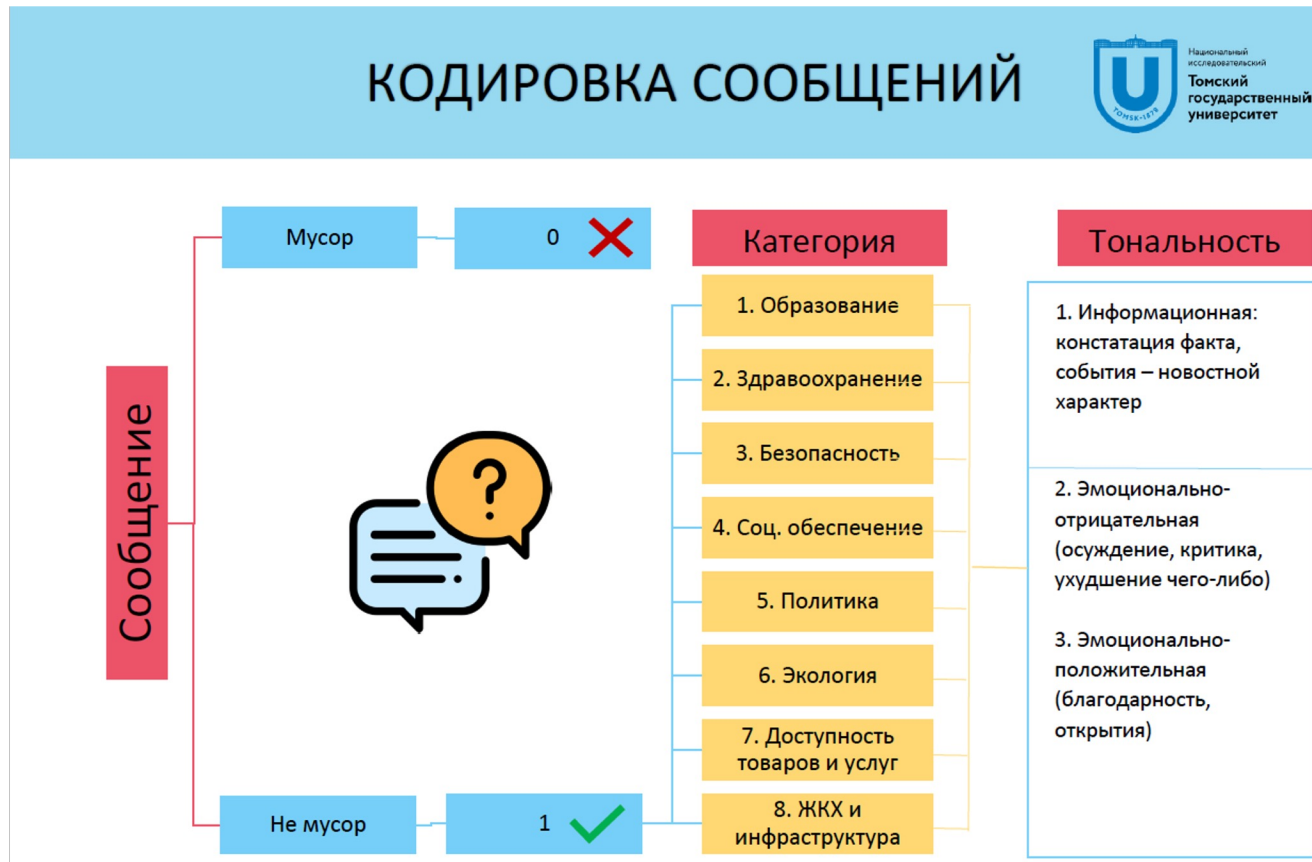 КОДИРОВКА СООБЩЕНИЙ
Национальный
исследовательский
Томский
государственный
университет
TOMSK-1878
Сообщение
Мусор
0
Не мусор
1
Категория
1. Образование
2. Здравоохранение
3. Безопасность
4. Соц. обеспечение
5. Политика
6. Экология
7. Доступность
товаров и услуг
8. ЖКХ и
инфраструктура
Тональность
1. Информационная:
констатация факта,
события – новостной
характер
2. Эмоционально-
отрицательная
(осуждение, критика,
ухудшение чего-либо)
3. Эмоционально-
положительная
(благодарность,
открытия)
?